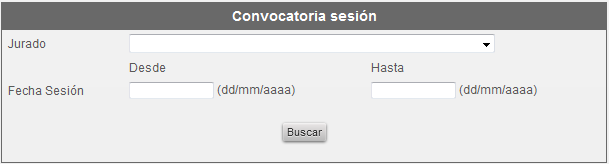 Convocatoria sesión
Jurado
Desde Hasta
Fecha Sesión (dd/mm/aaaa) (dd/mm/aaaa)
Buscar